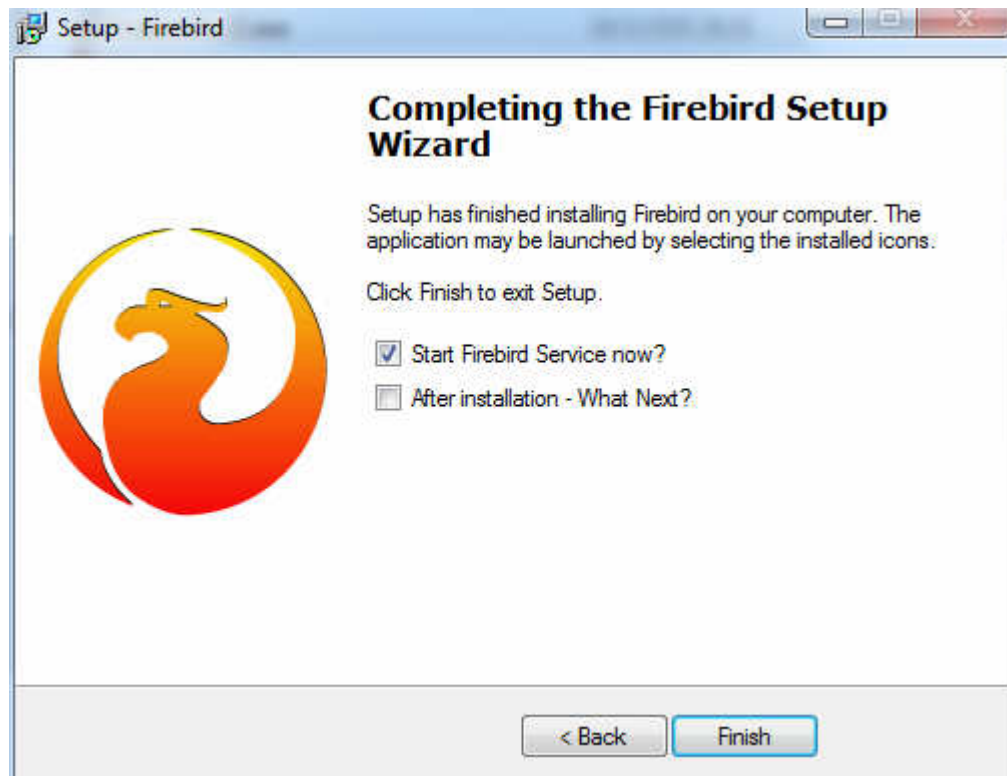 Setup - Firebird
Completing the Firebird Setup
Wizard
Setup has finished installing Firebird on your computer. The
application may be launched by selecting the installed icons.
Click Finish to exit Setup.
Start Firebird Service now?
After installation - What Next?
< Back
Finish